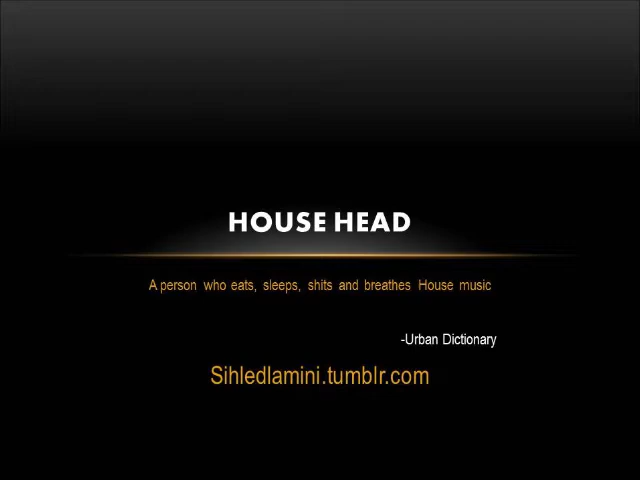 HOUSE HEAD
A person who eats, sleeps, shits and breathes House music
-Urban Dictionary
Sihledlamini.tumblr.com